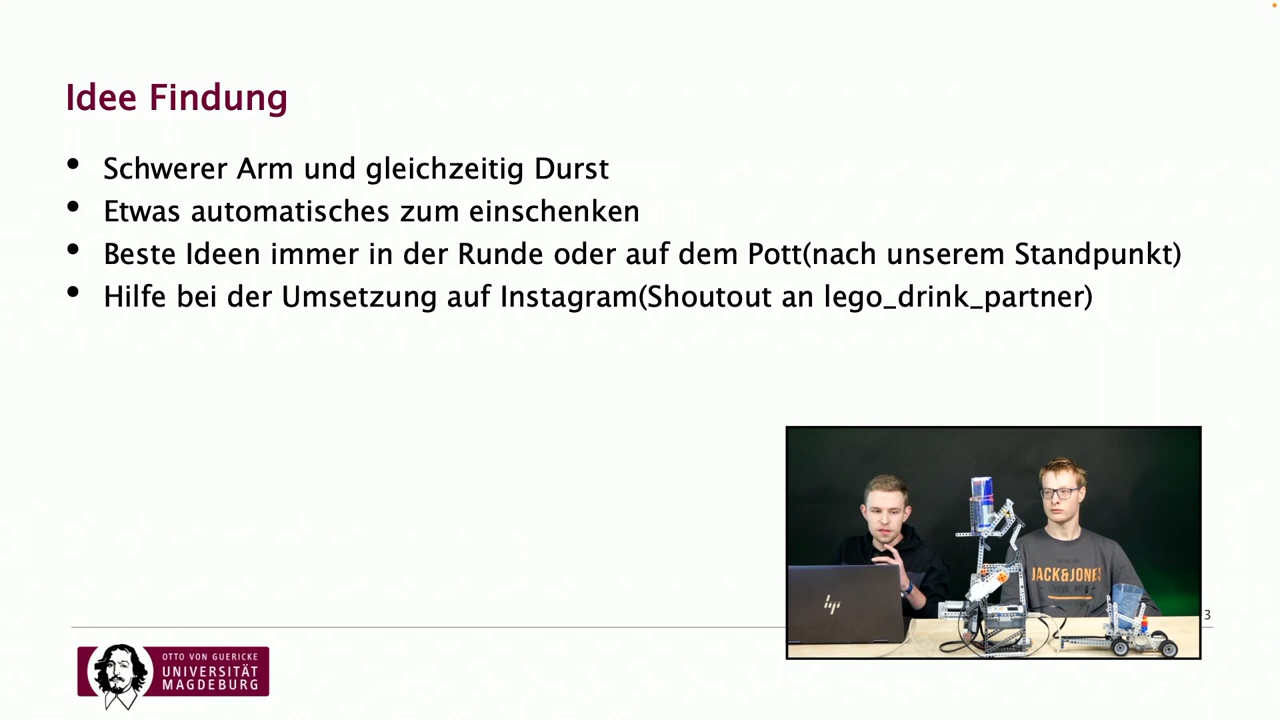 Idee Findung
• Schwerer Arm und gleichzeitig Durst
• Etwas automatisches zum einschenken
• Beste Ideen immer in der Runde oder auf dem Pott(nach unserem Standpunkt)
• Hilfe bei der Umsetzung auf Instagram(Shoutout an lego_drink_partner)
hp
JACK&JONES
3
OTTO VON GUERICKE
UNIVERSITÄT
MAGDEBURG